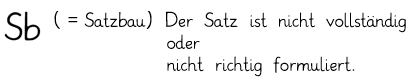 Sb ( = Satzbau) Der Satz ist nicht vollständig
oder
nicht richtig formuliert.